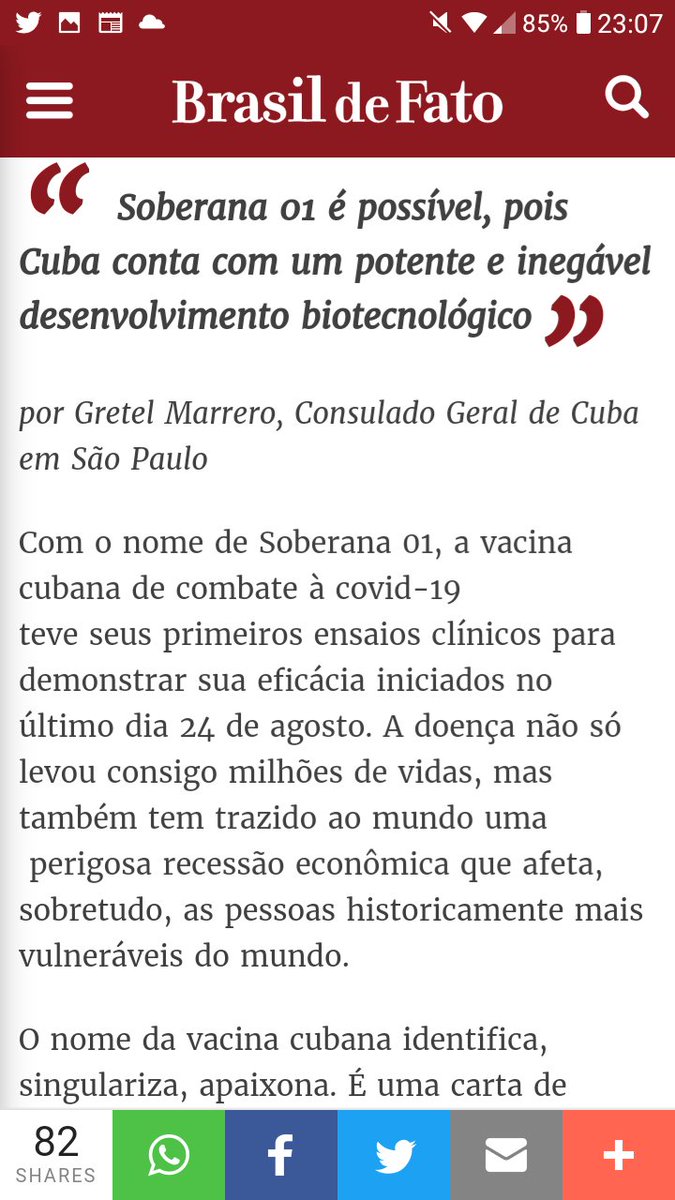 85% 23:07
Brasil de Fato
“ Soberana 01 é possível, pois
Cuba conta com um potente e inegável
desenvolvimento biotecnológico ”
por Gretel Marrero, Consulado Geral de Cuba
em São Paulo
Com o nome de Soberana 01, a vacina
cubana de combate à covid-19
teve seus primeiros ensaios clínicos para
demonstrar sua eficácia iniciados no
último dia 24 de agosto. A doença não só
levou consigo milhões de vidas, mas
também tem trazido ao mundo uma
perigosa recessão econômica que afeta,
sobretudo, as pessoas historicamente mais
vulneráveis do mundo.
O nome da vacina cubana identifica,
singulariza, apaixona. É uma carta de
82
SHARES